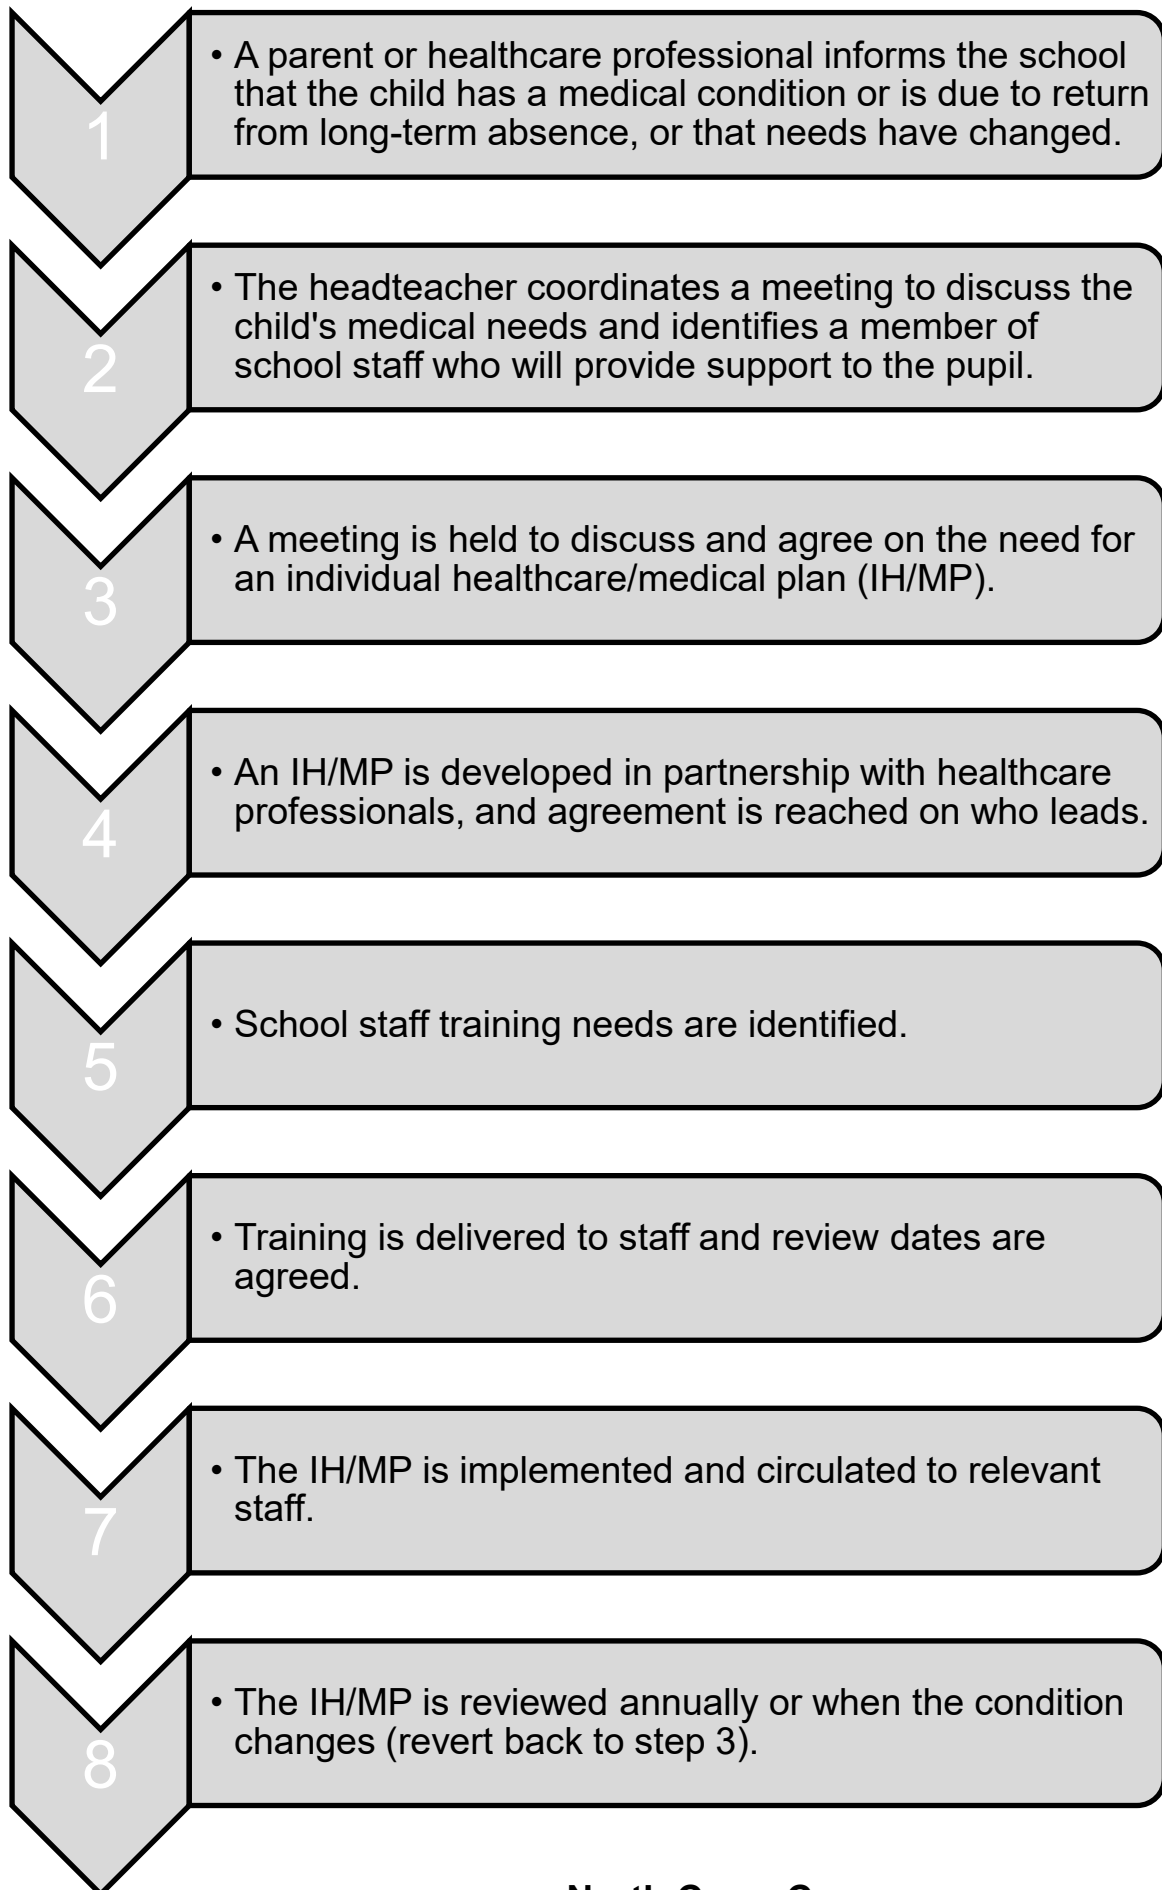 1
• A parent or healthcare professional informs the school
that the child has a medical condition or is due to return
from long-term absence, or that needs have changed.
2
• The headteacher coordinates a meeting to discuss the
child's medical needs and identifies a member of
school staff who will provide support to the pupil.
3
• A meeting is held to discuss and agree on the need for
an individual healthcare/medical plan (IH/MP).
4
• An IH/MP is developed in partnership with healthcare
professionals, and agreement is reached on who leads.
5
• School staff training needs are identified.
6
• Training is delivered to staff and review dates are
agreed.
7
• The IH/MP is implemented and circulated to relevant
staff.
8
• The IH/MP is reviewed annually or when the condition
changes (revert back to step 3).